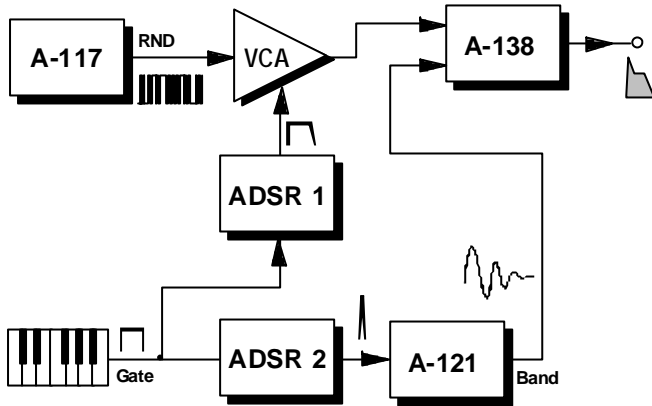 A-117
RND
VCA
A-138
ADSR 1
Gate
ADSR 2
A-121
Band